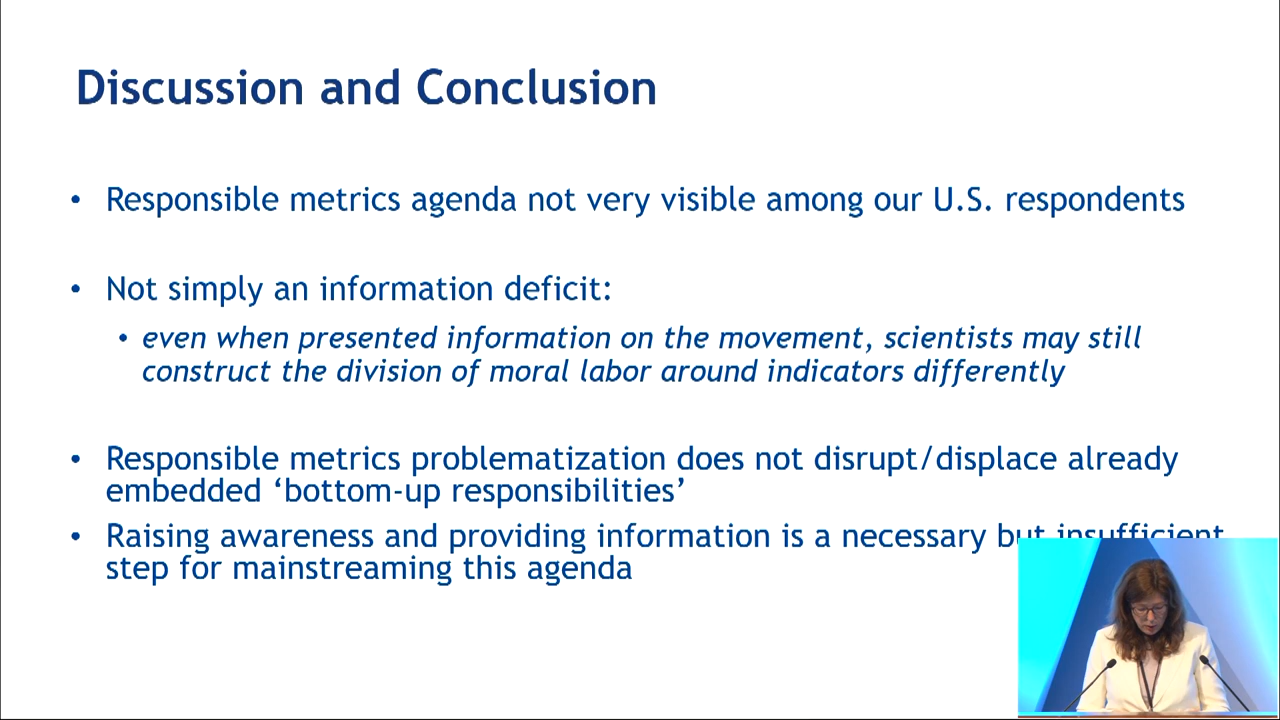 Discussion and Conclusion
• Responsible metrics agenda not very visible among our U.S. respondents
• Not simply an information deficit:
• even when presented information on the movement, scientists may still
construct the division of moral labor around indicators differently
• Responsible metrics problematization does not disrupt/displace already
embedded ‘bottom-up responsibilities’
• Raising awareness and providing information is a necessary but insufficient
step for mainstreaming this agenda